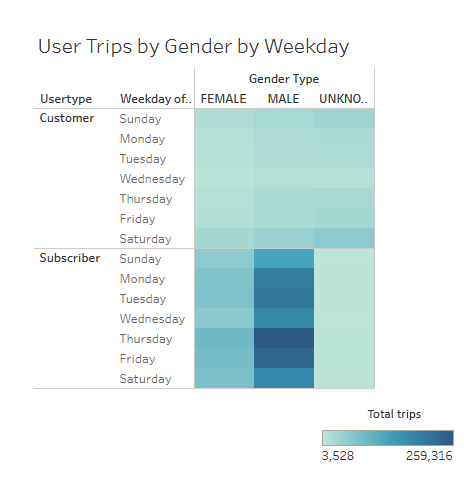 User Trips by Gender by Weekday
Gender Type
Usertype Weekday of.. FEMALE MALE UNKNO..
Customer Sunday
Monday
Tuesday
Wednesday
Thursday
Friday
Saturday
Subscriber Sunday
Monday
Tuesday
Wednesday
Thursday
Friday
Saturday
Total trips
3,528 259,316